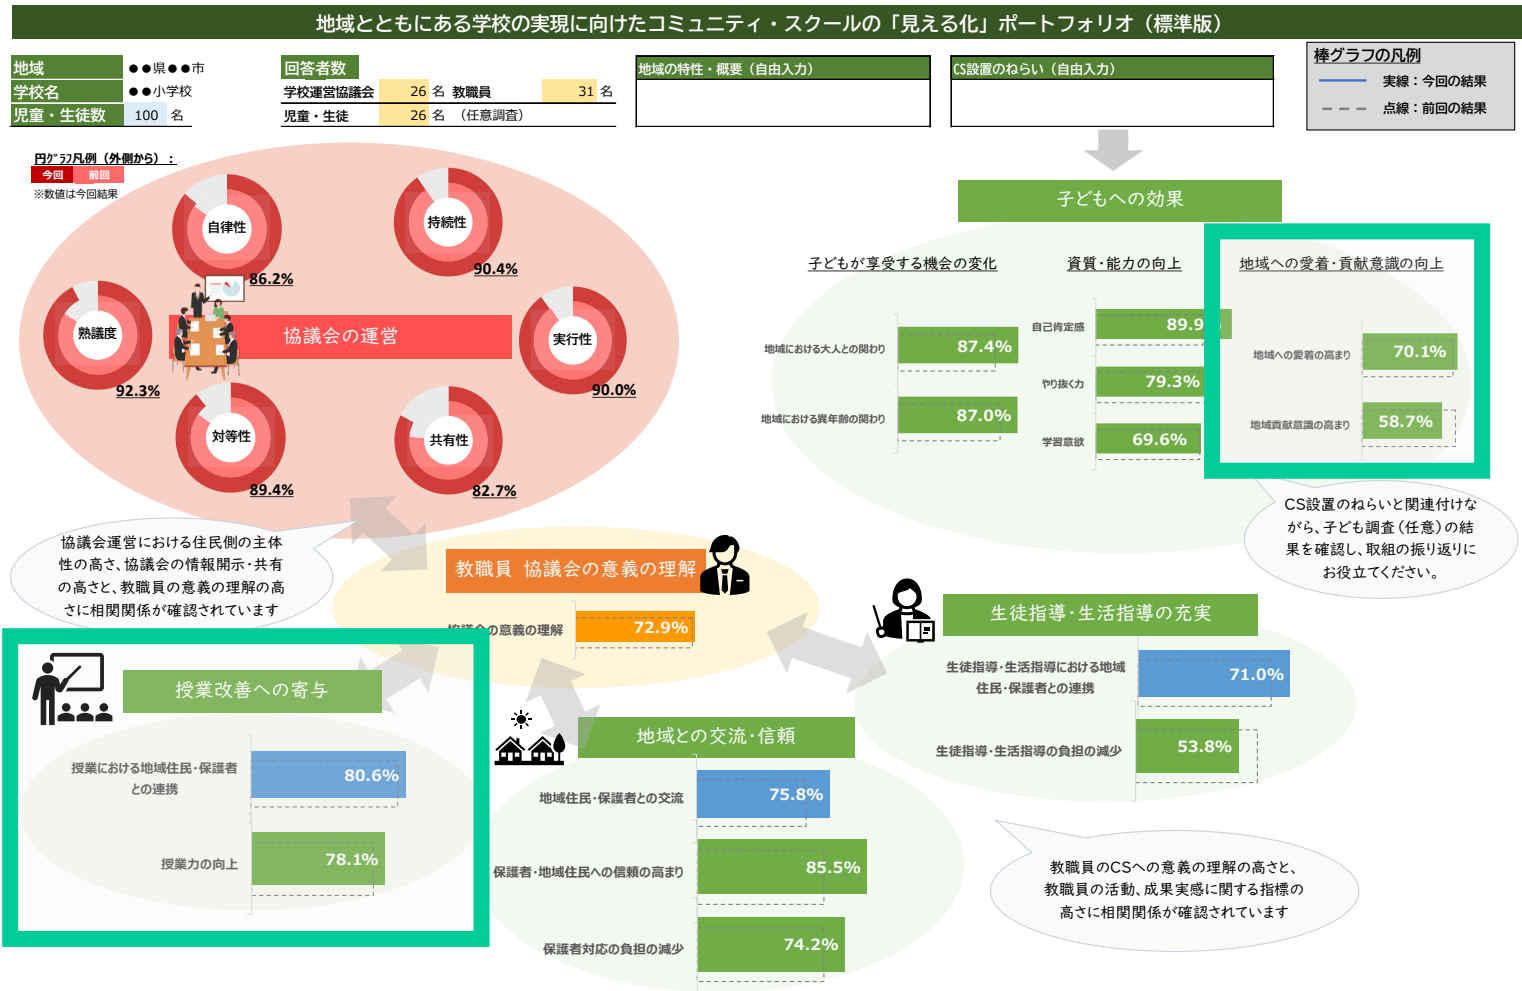 地域とともにある学校の実現に向けたコミュニティ・スクールの「見える化」ポートフォリオ（標準版）
地域 ●●県●●市
学校名 ●●小学校
児童・生徒数 100 名
回答者数
学校運営協議会 26 名 教職員 31 名
児童・生徒 26 名 （任意調査）
地域の特性・概要（自由入力）
CS設置のねらい（自由入力）
棒グラフの凡例
実線：今回の結果
点線：前回の結果
円グラフ凡例（外側から）：
今回 前回
※数値は今回結果
自律性
86.2%
持続性
90.4%
熟議度
92.3%
協議会の運営
実行性
90.0%
対等性
89.4%
共有性
82.7%
子どもへの効果
子どもが享受する機会の変化
地域における大人との関わり 87.4%
地域における異年齢の関わり 87.0%
資質・能力の向上
自己肯定感 89.9
やり抜く力 79.3%
学習意欲 69.6%
地域への愛着・貢献意識の向上
地域への愛着の高まり 70.1%
地域貢献意識の高まり 58.7%
CS設置のねらいと関連付けな
がら、子ども調査（任意）の結
果を確認し、取組の振り返りに
お役立てください。
協議会運営における住民側の主体
性の高さ、協議会の情報開示・共有
の高さと、教職員の意義の理解の高
さに相関関係が確認されています
教職員 協議会の意義の理解
協議会の意義の理解 72.9%
生徒指導・生活指導の充実
生徒指導・生活指導における地域
住民・保護者との連携
71.0%
生徒指導・生活指導の負担の減少 53.8%
授業改善への寄与
授業における地域住民・保護者
との連携
80.6%
授業力の向上 78.1%
地域との交流・信頼
地域住民・保護者との交流 75.8%
保護者・地域住民への信頼の高まり 85.5%
保護者対応の負担の減少 74.2%
教職員のCSへの意義の理解の高さと、
教職員の活動、成果実感に関する指標の
高さに相関関係が確認されています